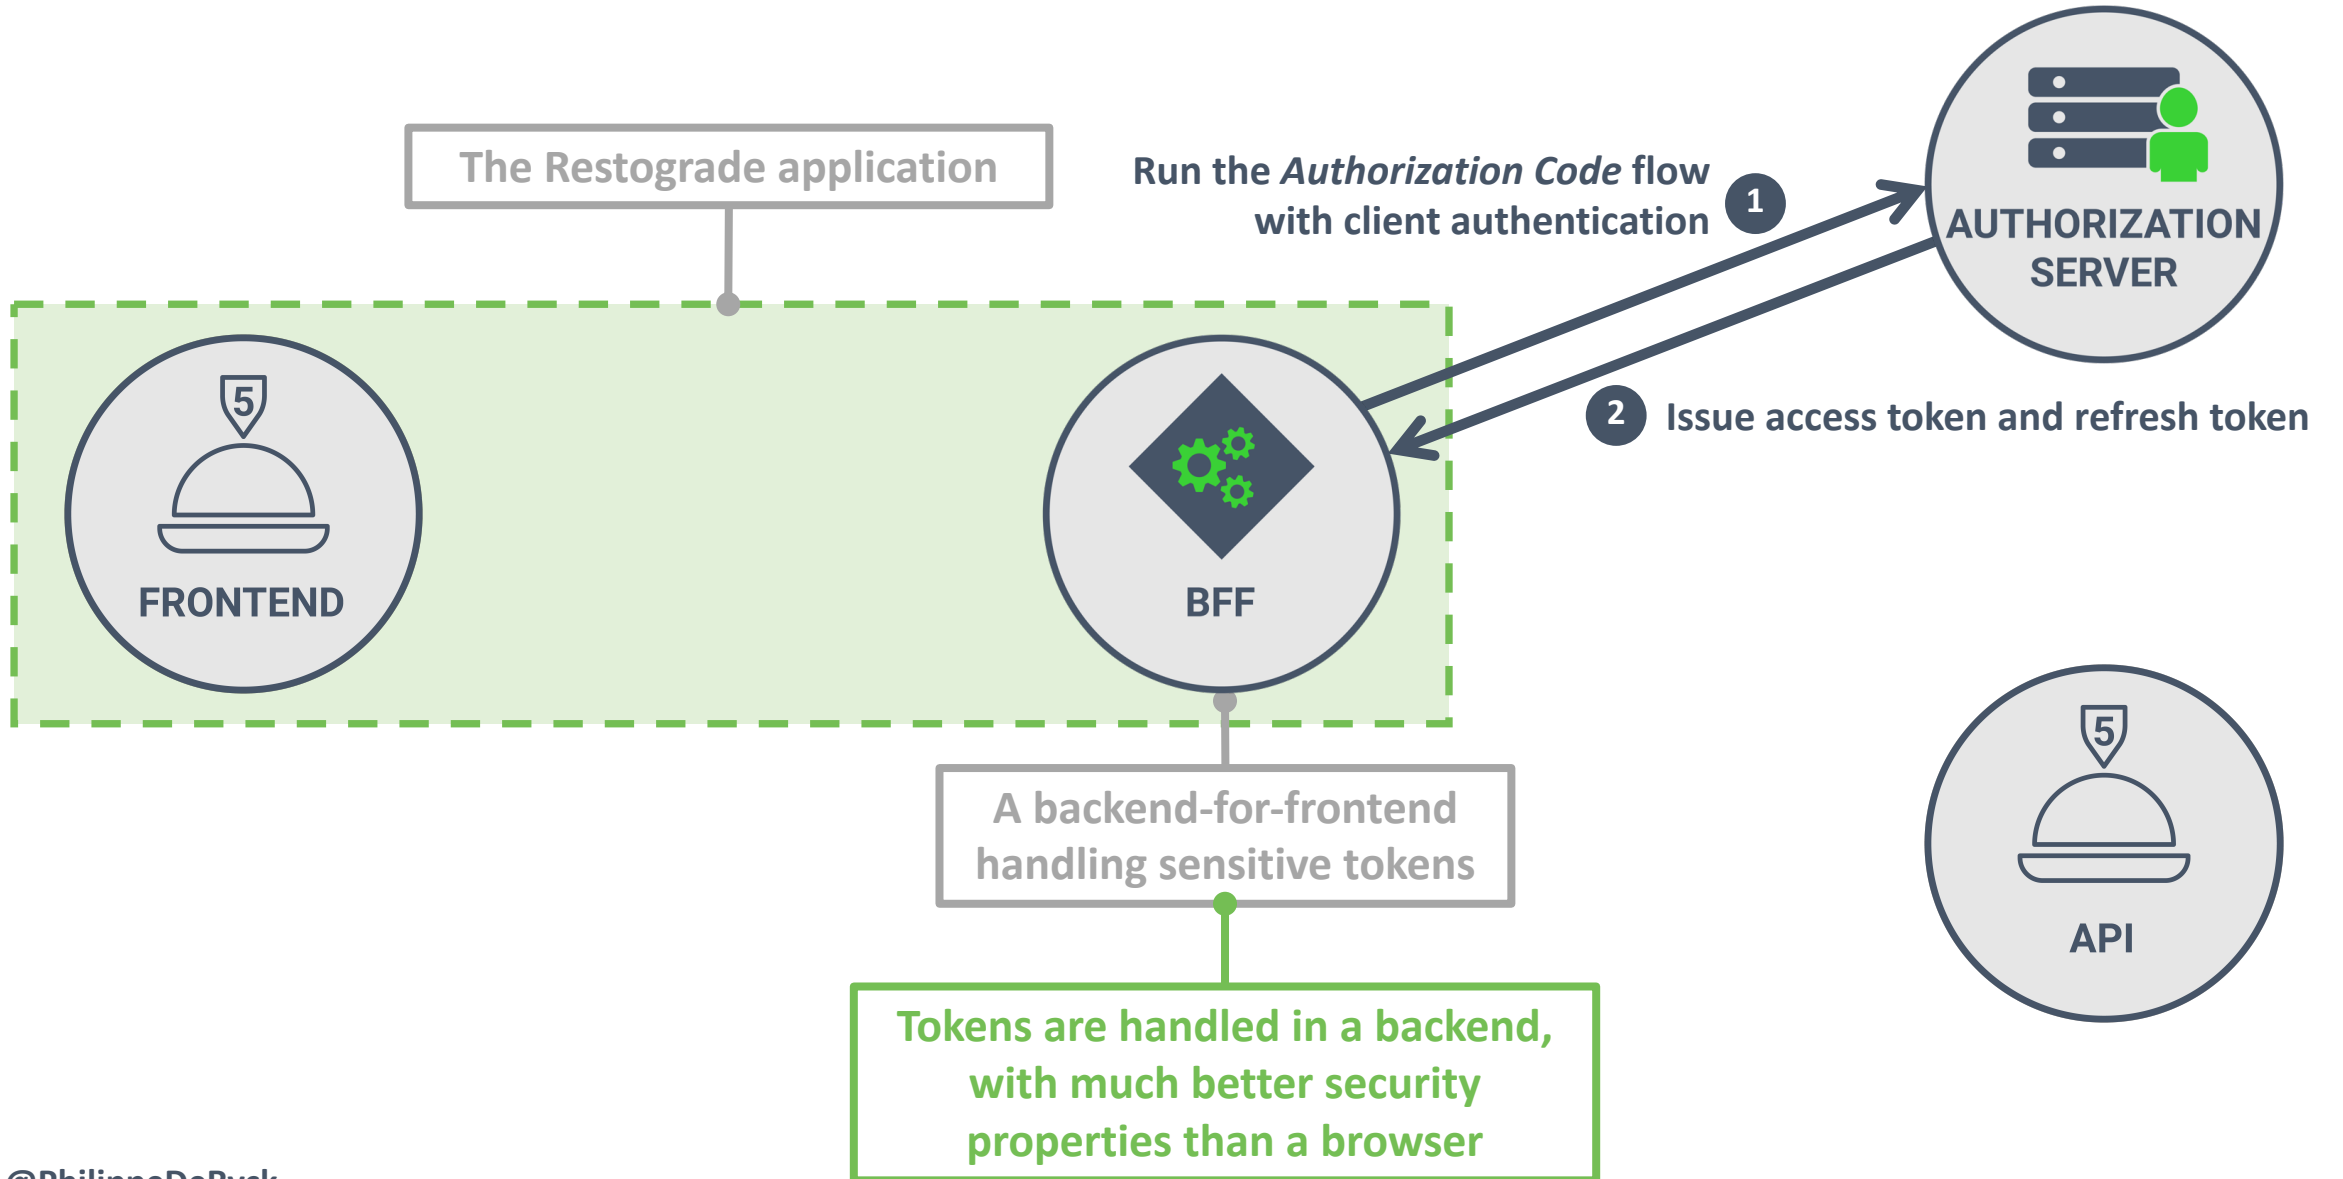 The Restograde application
Run the Authorization Code flow
with client authentication
1
AUTHORIZATION
SERVER
2
Issue access token and refresh token
5
FRONTEND
BFF
A backend-for-frontend
handling sensitive tokens
5
API
Tokens are handled in a backend,
with much better security
properties than a browser
@PhilippeDeRyck